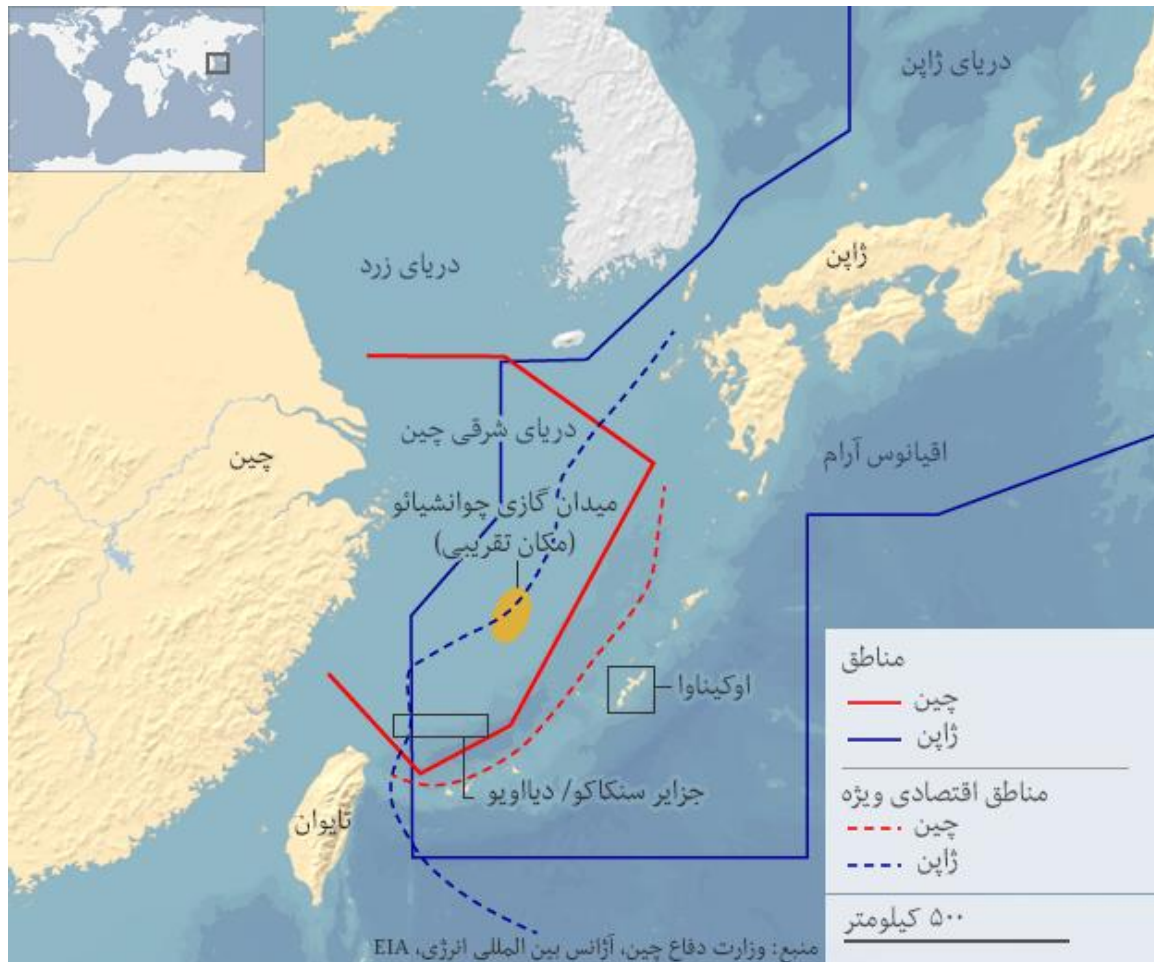 دریای ژاپن
ژاپن
دریای زرد
دریای شرقی چین
چین
اقیانوس آرام
میدان گازی چوانشیائو
(مکان تقریبی)
اوکیناوا
جزایر سنکاکو/ دیااویو
تایوان
مناطق
چین
ژاپن
مناطق اقتصادی ویژه
چین
ژاپن
۵۰۰ کیلومتر
منبع: وزارت دفاع چین، آژانس بین المللی انرژی، EIA